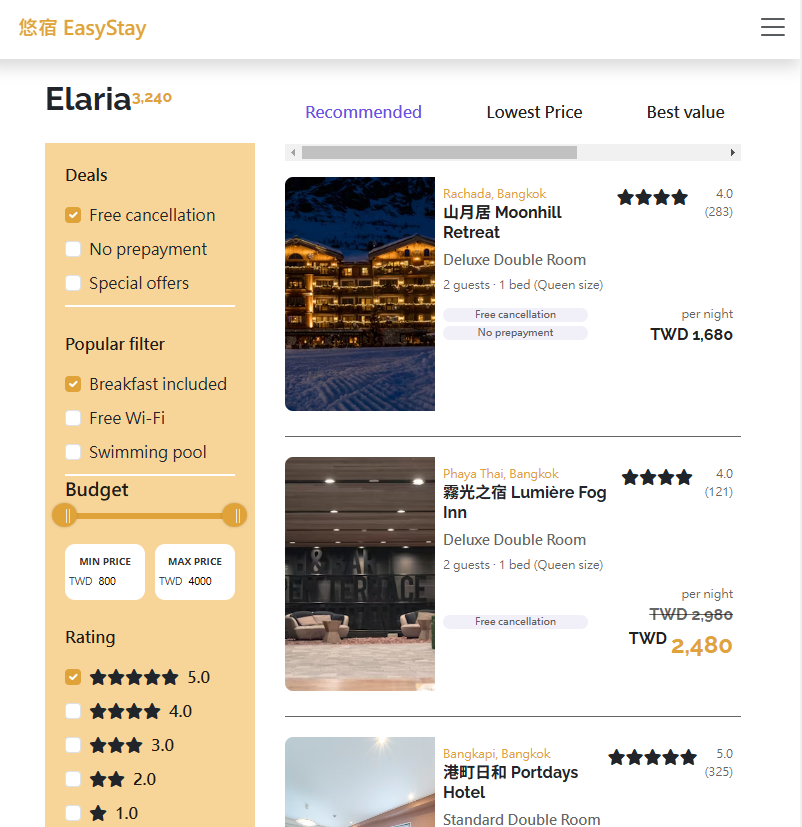 悠宿 EasyStay
Elaria3,240
Recommended
Lowest Price
Best value
Deals
Free cancellation
No prepayment
Special offers
Popular filter
Breakfast included
Free Wi-Fi
Swimming pool
Budget
MIN PRICE
TWD 800
MAX PRICE
TWD 4000
Rating
5.0
4.0
3.0
2.0
1.0
Rachada, Bangkok
山月居 Moonhill
Retreat
4.0
(283)
Deluxe Double Room
2 guests · 1 bed (Queen size)
Free cancellation
No prepayment
per night
TWD 1,680
Phaya Thai, Bangkok
霧光之宿 Lumière Fog
Inn
4.0
(121)
Deluxe Double Room
2 guests · 1 bed (Queen size)
Free cancellation
per night
TWD 2,980
TWD 2,480
Bangkapi, Bangkok
港町日和 Portdays
Hotel
5.0
(325)
Standard Double Room